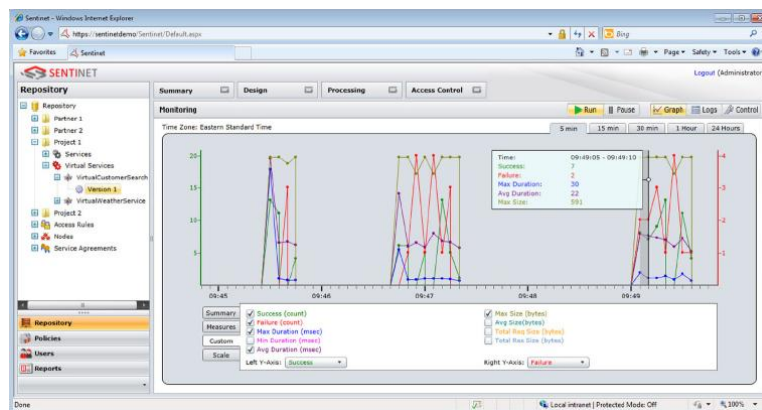 Sentinet - Windows Internet Explorer
https://sentinetdemo/Sentinet/Default.aspx
Bing
Favorites Sentinet
Page Safety Tools
SENTINET
Logout (Administrator
Repository
Summary Design Processing Access Control
Repository
Partner 1
Partner 2
Project 1
Services
Virtual Services
VirtualCustomerSearch
Version 1
VirtualWeatherService
Project 2
Access Rules
Nodes
Service Agreements
Repository
Policies
Users
Reports
Monitoring
Run Pause Graph Logs Control
Time Zone: Eastern Standard Time
5 min 15 min 30 min 1 Hour 24 Hours
20
15
10
5
4
3
2
1
Time: 09:49:05 - 09:49:10
Success: 7
Failure: 2
Max Duration: 30
Avg Duration: 22
Max Size: 591
09:45 09:46 09:47 09:48 09:49
Summary
Measures
Custom
Scale
Success (count)
Failure (count)
Max Duration (msec)
Min Duration (msec)
Avg Duration (msec)
Max Size (bytes)
Avg Size(bytes)
Total Req Size (bytes)
Total Res Size (bytes)
Left Y-Axis: Success
Right Y-Axis: Failure
Done
Local intranet | Protected Mode: Off
100%